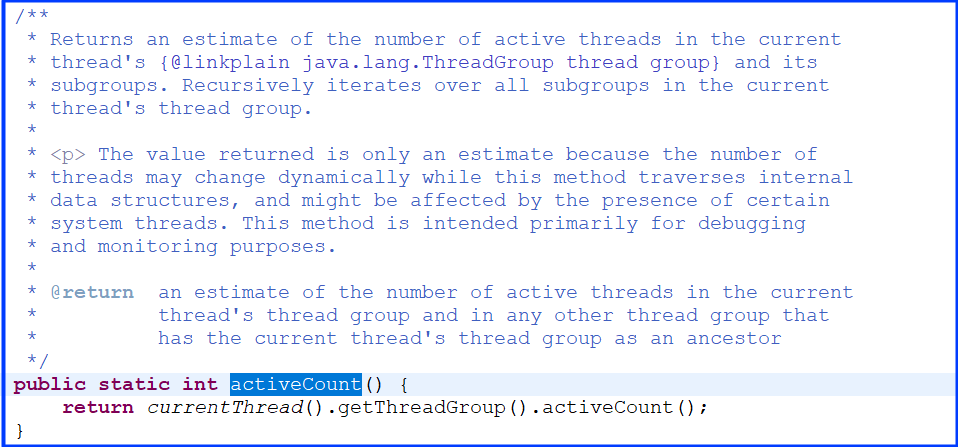 /**
 * Returns an estimate of the number of active threads in the current
 * thread's {@linkplain java.lang.ThreadGroup thread group} and its
 * subgroups. Recursively iterates over all subgroups in the current
 * thread's thread group.
 *
 * <p> The value returned is only an estimate because the number of
 * threads may change dynamically while this method traverses internal
 * data structures, and might be affected by the presence of certain
 * system threads. This method is intended primarily for debugging
 * and monitoring purposes.
 *
 * @return  an estimate of the number of active threads in the current
 *          thread's thread group and in any other thread group that
 *          has the current thread's thread group as an ancestor
 */
public static int activeCount() {
    return currentThread().getThreadGroup().activeCount();
}